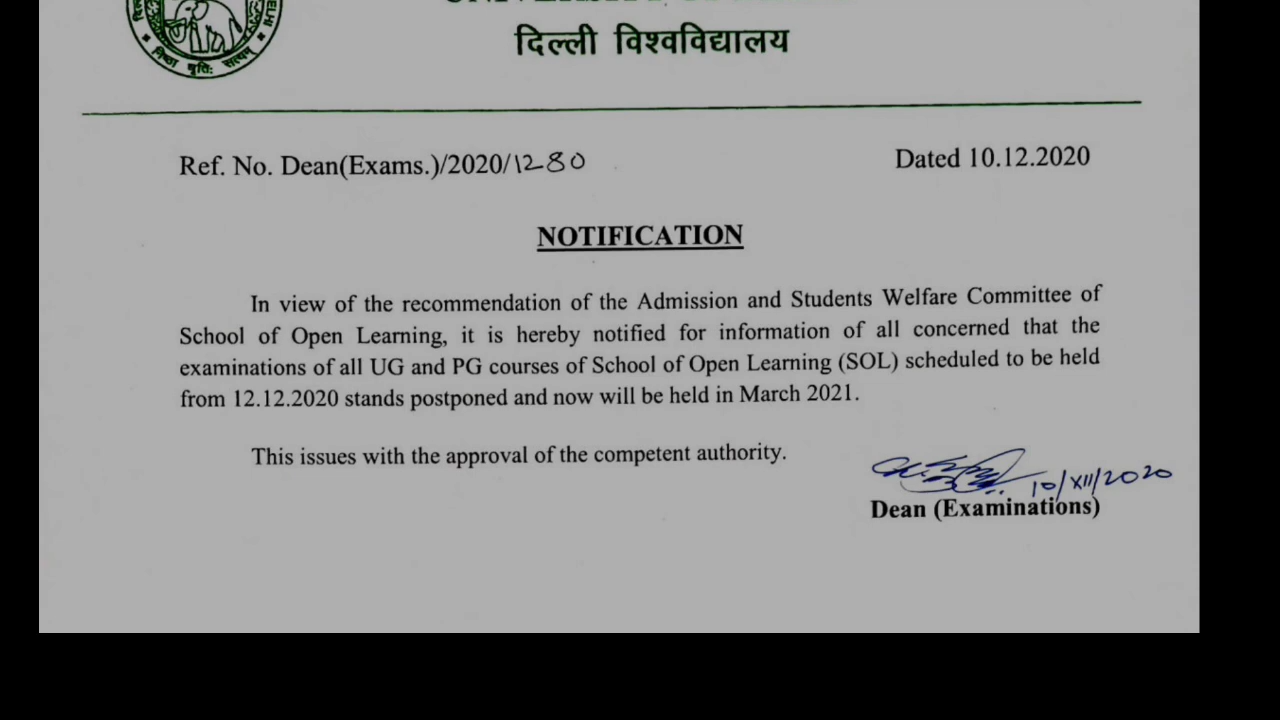 दिल्ली विश्वविद्यालय
निष्ठा धृतिः सत्यम्
Ref. No. Dean(Exams.)/2020/1280
Dated 10.12.2020
NOTIFICATION
In view of the recommendation of the Admission and Students Welfare Committee of
School of Open Learning, it is hereby notified for information of all concerned that the
examinations of all UG and PG courses of School of Open Learning (SOL) scheduled to be held
from 12.12.2020 stands postponed and now will be held in March 2021.
This issues with the approval of the competent authority.
10/XII/2020
Dean (Examinations)